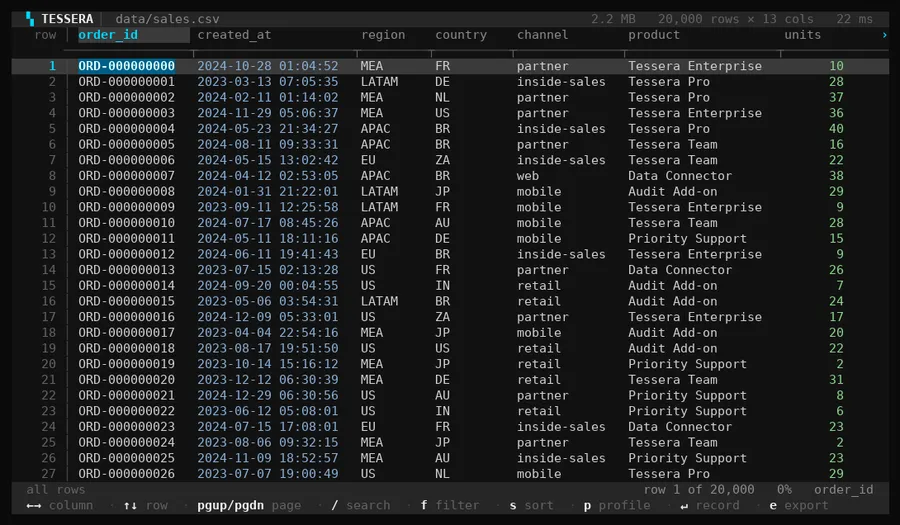 TESSERA data/sales.csv 2.2 MB 20,000 rows × 13 cols 22 ms
row order_id created_at region country channel product units ›
1 ORD-000000000 2024-10-28 01:04:52 MEA FR partner Tessera Enterprise 10
2 ORD-000000001 2023-03-13 07:05:35 LATAM DE inside-sales Tessera Pro 28
3 ORD-000000002 2024-02-11 01:14:02 MEA NL partner Tessera Pro 37
4 ORD-000000003 2024-11-29 05:06:37 MEA US partner Tessera Enterprise 36
5 ORD-000000004 2024-05-23 21:34:27 APAC BR inside-sales Tessera Pro 40
6 ORD-000000005 2024-08-11 09:33:31 APAC BR partner Tessera Team 16
7 ORD-000000006 2024-05-15 13:02:42 EU ZA inside-sales Tessera Team 22
8 ORD-000000007 2024-04-12 02:53:05 APAC BR web Data Connector 38
9 ORD-000000008 2024-01-31 21:22:01 LATAM JP mobile Audit Add-on 29
10 ORD-000000009 2023-09-11 12:25:58 LATAM FR mobile Tessera Enterprise 9
11 ORD-000000010 2024-07-17 08:45:26 APAC AU mobile Tessera Team 28
12 ORD-000000011 2024-05-11 18:11:16 APAC DE mobile Priority Support 15
13 ORD-000000012 2024-06-11 19:41:43 EU BR inside-sales Tessera Enterprise 9
14 ORD-000000013 2023-07-15 02:13:28 US FR partner Data Connector 26
15 ORD-000000014 2024-09-20 00:04:55 US IN retail Audit Add-on 7
16 ORD-000000015 2023-05-06 03:54:31 LATAM BR retail Audit Add-on 24
17 ORD-000000016 2024-12-09 05:33:01 US ZA partner Tessera Enterprise 17
18 ORD-000000017 2023-04-04 22:54:16 MEA JP mobile Audit Add-on 20
19 ORD-000000018 2023-08-17 19:51:50 US US retail Audit Add-on 22
20 ORD-000000019 2023-10-14 15:16:12 MEA JP retail Priority Support 2
21 ORD-000000020 2023-12-12 06:30:39 MEA DE retail Tessera Team 31
22 ORD-000000021 2024-12-29 06:30:56 US AU partner Priority Support 8
23 ORD-000000022 2023-06-12 05:08:01 US IN retail Priority Support 6
24 ORD-000000023 2024-07-15 17:08:01 EU FR inside-sales Data Connector 23
25 ORD-000000024 2023-08-06 09:32:15 MEA JP partner Tessera Team 2
26 ORD-000000025 2024-11-09 18:52:57 MEA AU inside-sales Priority Support 23
27 ORD-000000026 2023-07-07 19:00:49 US NL mobile Tessera Pro 29
all rows row 1 of 20,000 0% order_id
←→ column · ↑↓ row · pgup/pgdn page · / search · f filter · s sort · p profile · ↵ record · e export